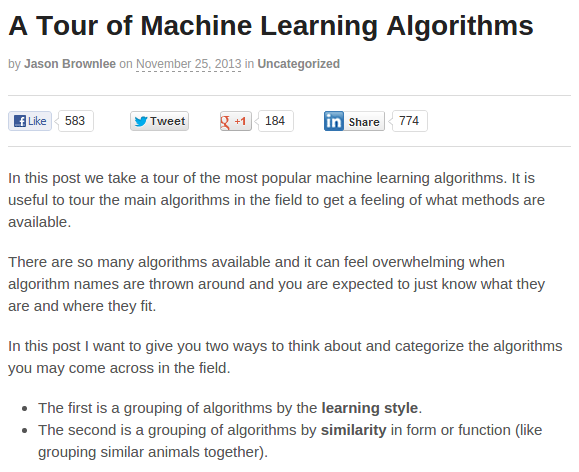 A Tour of Machine Learning Algorithms
by Jason Brownlee on November 25, 2013 in Uncategorized
Like 583 Tweet +1 184 in Share 774
In this post we take a tour of the most popular machine learning algorithms. It is
useful to tour the main algorithms in the field to get a feeling of what methods are
available.
There are so many algorithms available and it can feel overwhelming when
algorithm names are thrown around and you are expected to just know what they
are and where they fit.
In this post I want to give you two ways to think about and categorize the algorithms
you may come across in the field.
• The first is a grouping of algorithms by the learning style.
• The second is a grouping of algorithms by similarity in form or function (like
grouping similar animals together).